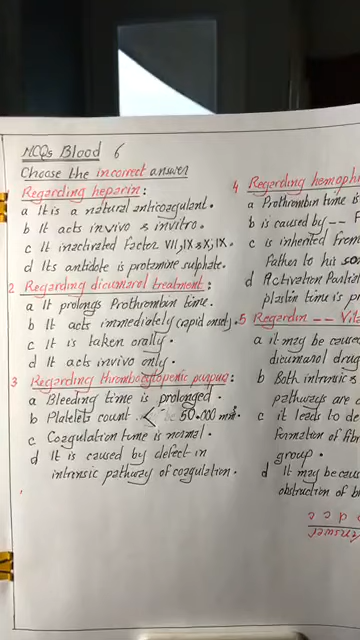 MCQs Blood 6
Choose the incorrect answer
Regarding heparin:
a It is a natural anticoagulant.
b It acts invivo & invitro.
c It inactivated Factor VII, IX & X, IX.
d Its antidote is protamine sulphate.
2 Regarding dicumarol treatment:
a It prolongs Prothrombin time.
b It acts immediately (rapid onset).
c It is taken orally.
d It acts invivo only.
3 Regarding thrombocytopenic purpura:
a Bleeding time is prolonged.
b Platelets count < 50.000 mm³.
c Coagulation time is normal.
d It is caused by defect in
intrinsic pathway of coagulation.
4 Regarding hemoph
a Prothrombin time is
b is caused by --
c is inherited from
Father to his son
d Activation Partial
plastin time is p
5 Regardin -- Vita
a it may be caused
dicumarol drug
b Both intrinsic
pathways are
c it leads to de
formation of fib
group.
d It may be caus
obstruction of b
Answer
c d c